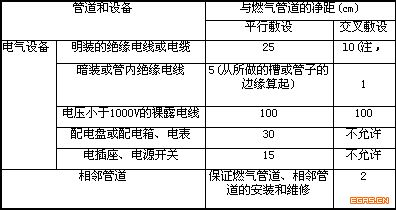 管道和设备
与燃气管道的净距(cm)
平行敷设
交叉敷设
电气设备
明装的绝缘电线或电缆
25
10(注,
暗装或管内绝缘电线
5(从所做的槽或管子的
边缘算起)
1
电压小于1000V的裸露电线
100
100
配电盘或配电箱、电表
30
不允许
电插座、电源开关
15
不允许
相邻管道
保证燃气管道、相邻管
道的安装和维修
2
EGAS.CN